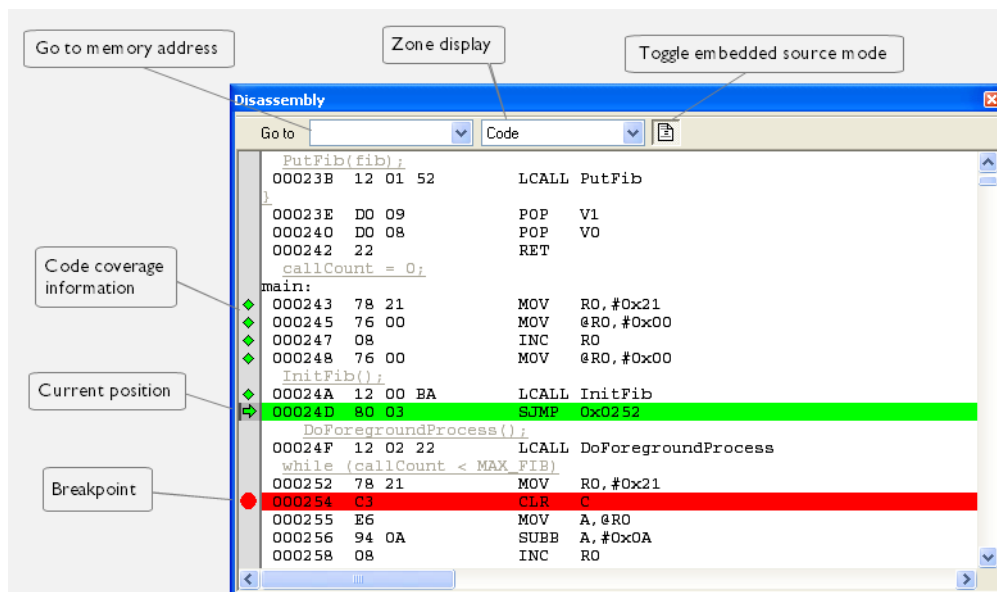 Go to memory address
Zone display
Toggle embedded source mode
Disassembly
Go to
Code
PutFib(fib);
00023B 12 01 52 LCALL PutFib
}
00023E D0 09 POP V1
000240 D0 08 POP V0
000242 22 RET
callCount = 0;
main:
000243 78 21 MOV R0,#0x21
000245 76 00 MOV @R0,#0x00
000247 08 INC R0
000248 76 00 MOV @R0,#0x00
InitFib();
00024A 12 00 BA LCALL InitFib
00024D 80 03 SJMP 0x0252
DoForegroundProcess();
00024F 12 02 22 LCALL DoForegroundProcess
while (callCount < MAX_FIB)
000252 78 21 MOV R0,#0x21
000254 C3 CLR C
000255 E6 MOV A,@R0
000256 94 0A SUBB A,#0x0A
000258 08 INC R0
Code coverage
information
Current position
Breakpoint